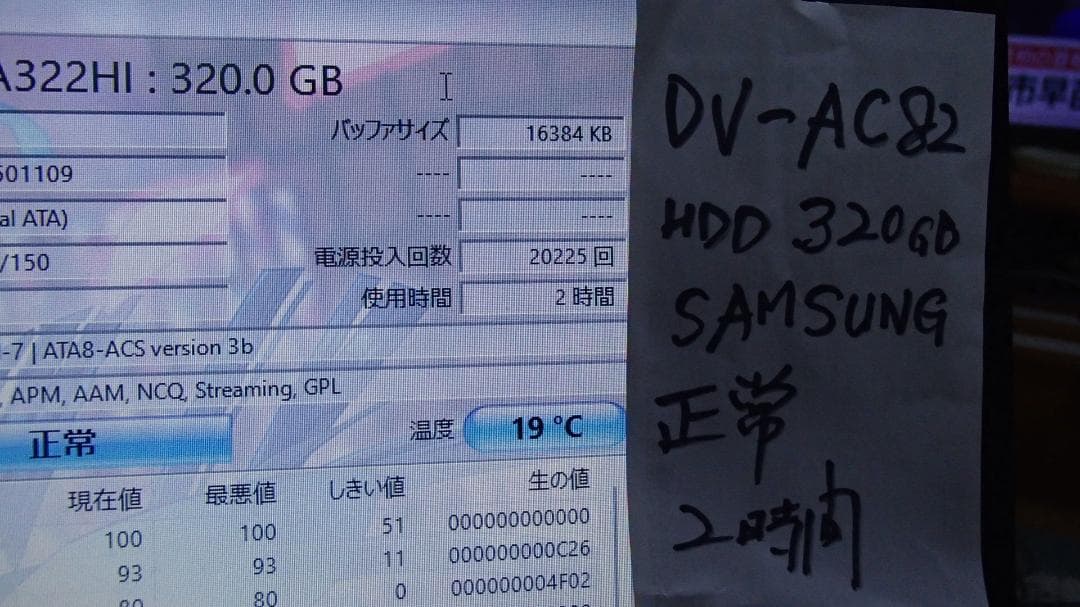 A322HI : 320.0 GB
バッファサイズ 16384 KB
501109 ---- ----
al ATA) ---- ----
/150 電源投入回数 20225 回
使用時間 2 時間
-7 | ATA8-ACS version 3b
, APM, AAM, NCQ, Streaming, GPL
正常 温度 19 °C
現在値 最悪値 しきい値 生の値
100 100 51 000000000000
93 93 11 000000000C26
80 80 0 000000004F02
DV-AC82
HDD 320GB
SAMSUNG
正常
2時間
市早